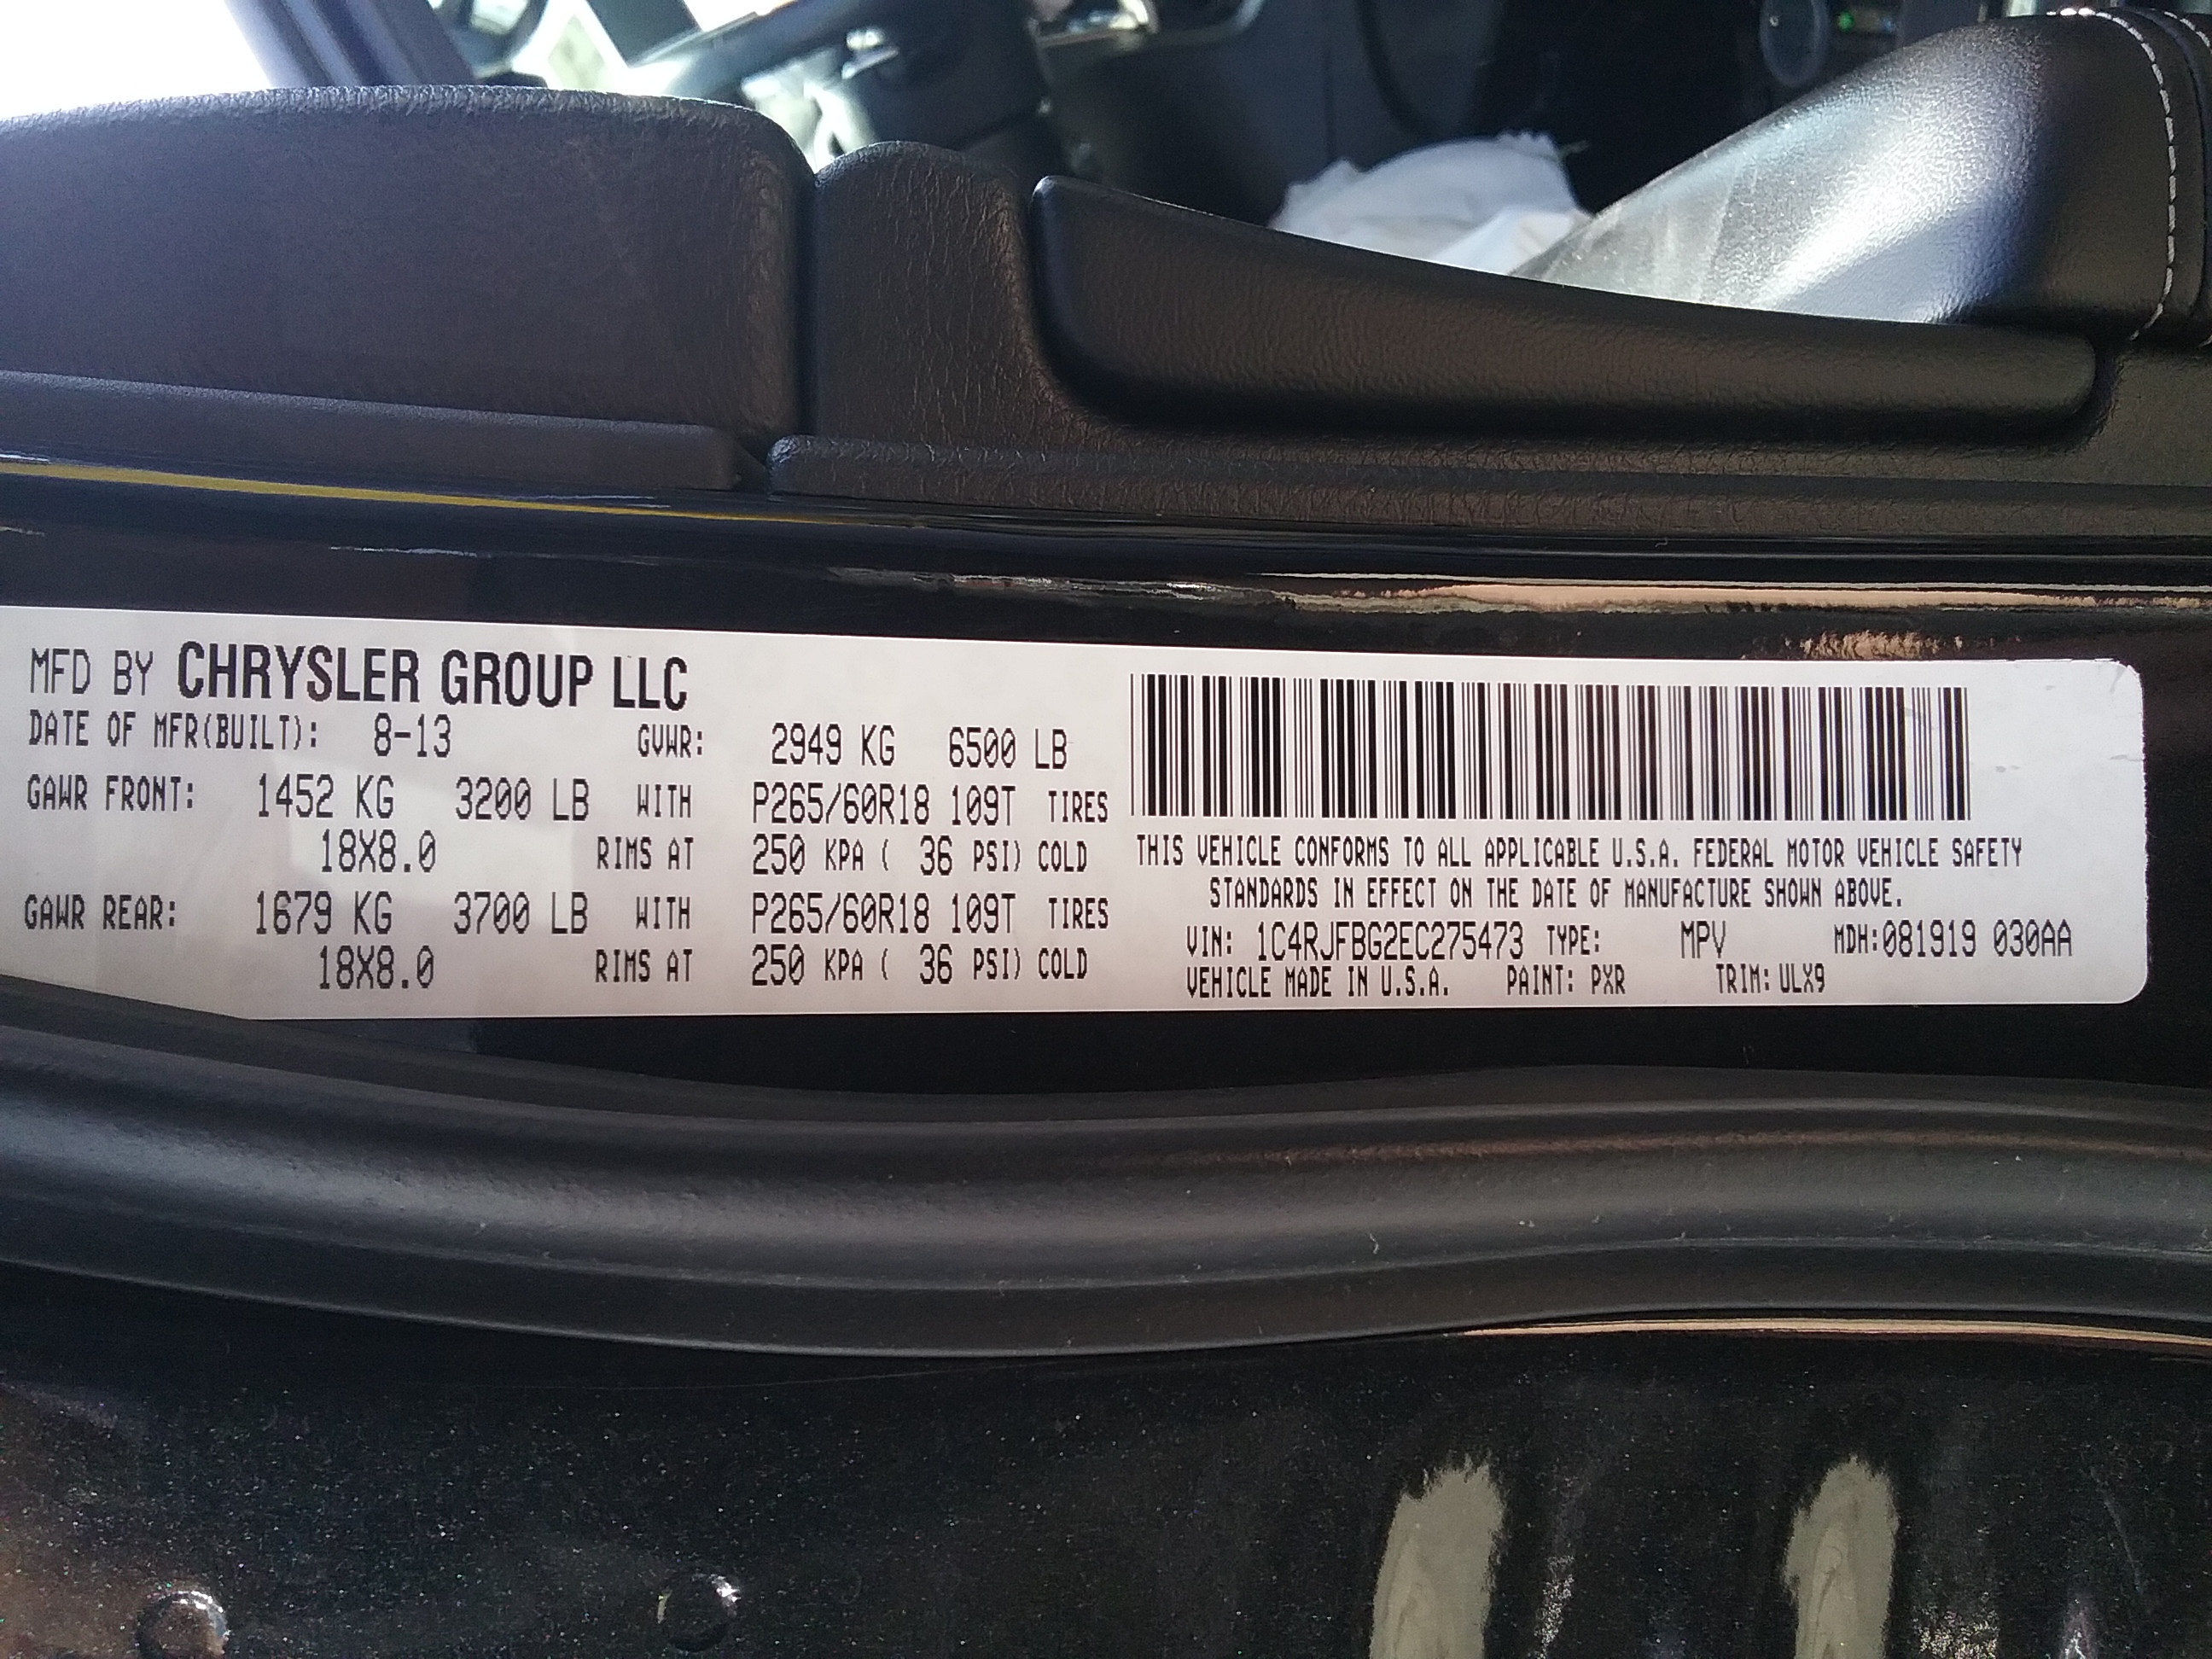 MFD BY CHRYSLER GROUP LLC
DATE OF MFR(BUILT): 8-13 GVWR: 2949 KG 6500 LB
GAWR FRONT: 1452 KG 3200 LB WITH P265/60R18 109T TIRES
18X8.0 RIMS AT 250 KPA ( 36 PSI) COLD
GAWR REAR: 1679 KG 3700 LB WITH P265/60R18 109T TIRES
18X8.0 RIMS AT 250 KPA ( 36 PSI) COLD
THIS VEHICLE CONFORMS TO ALL APPLICABLE U.S.A. FEDERAL MOTOR VEHICLE SAFETY
STANDARDS IN EFFECT ON THE DATE OF MANUFACTURE SHOWN ABOVE.
VIN: 1C4RJFBG2EC275473 TYPE: MPV MDH:081919 030AA
VEHICLE MADE IN U.S.A. PAINT: PXR TRIM: ULX9